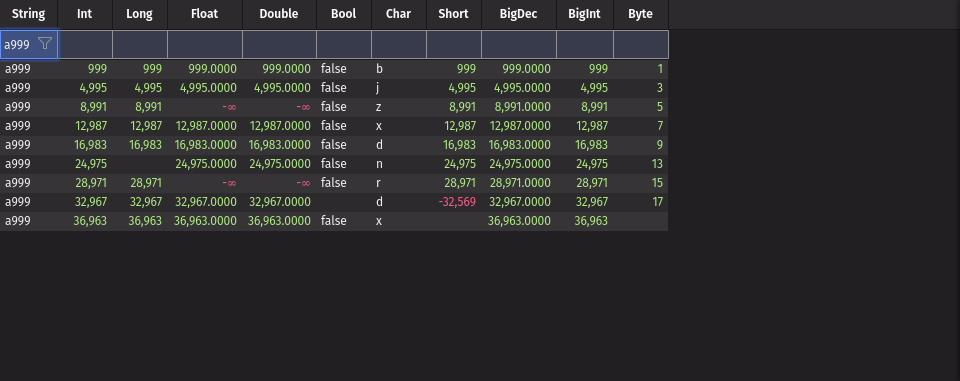 String Int Long Float Double Bool Char Short BigDec BigInt Byte
a999
a999 999 999 999.0000 999.0000 false b 999 999.0000 999 1
a999 4,995 4,995 4,995.0000 4,995.0000 false j 4,995 4,995.0000 4,995 3
a999 8,991 8,991 -∞ -∞ false z 8,991 8,991.0000 8,991 5
a999 12,987 12,987 12,987.0000 12,987.0000 false x 12,987 12,987.0000 12,987 7
a999 16,983 16,983 16,983.0000 16,983.0000 false d 16,983 16,983.0000 16,983 9
a999 24,975 24,975.0000 24,975.0000 false n 24,975 24,975.0000 24,975 13
a999 28,971 28,971 -∞ -∞ false r 28,971 28,971.0000 28,971 15
a999 32,967 32,967 32,967.0000 32,967.0000 d -32,569 32,967.0000 32,967 17
a999 36,963 36,963 36,963.0000 36,963.0000 false x 36,963.0000 36,963